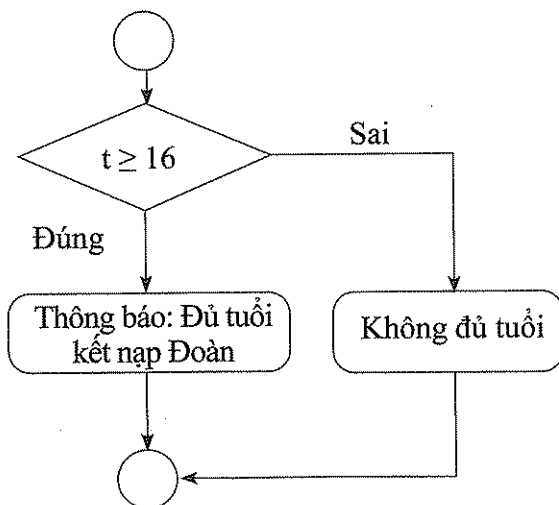 t ≥ 16
Sai
Đúng
Thông báo: Đủ tuổi
kết nạp Đoàn
Không đủ tuổi